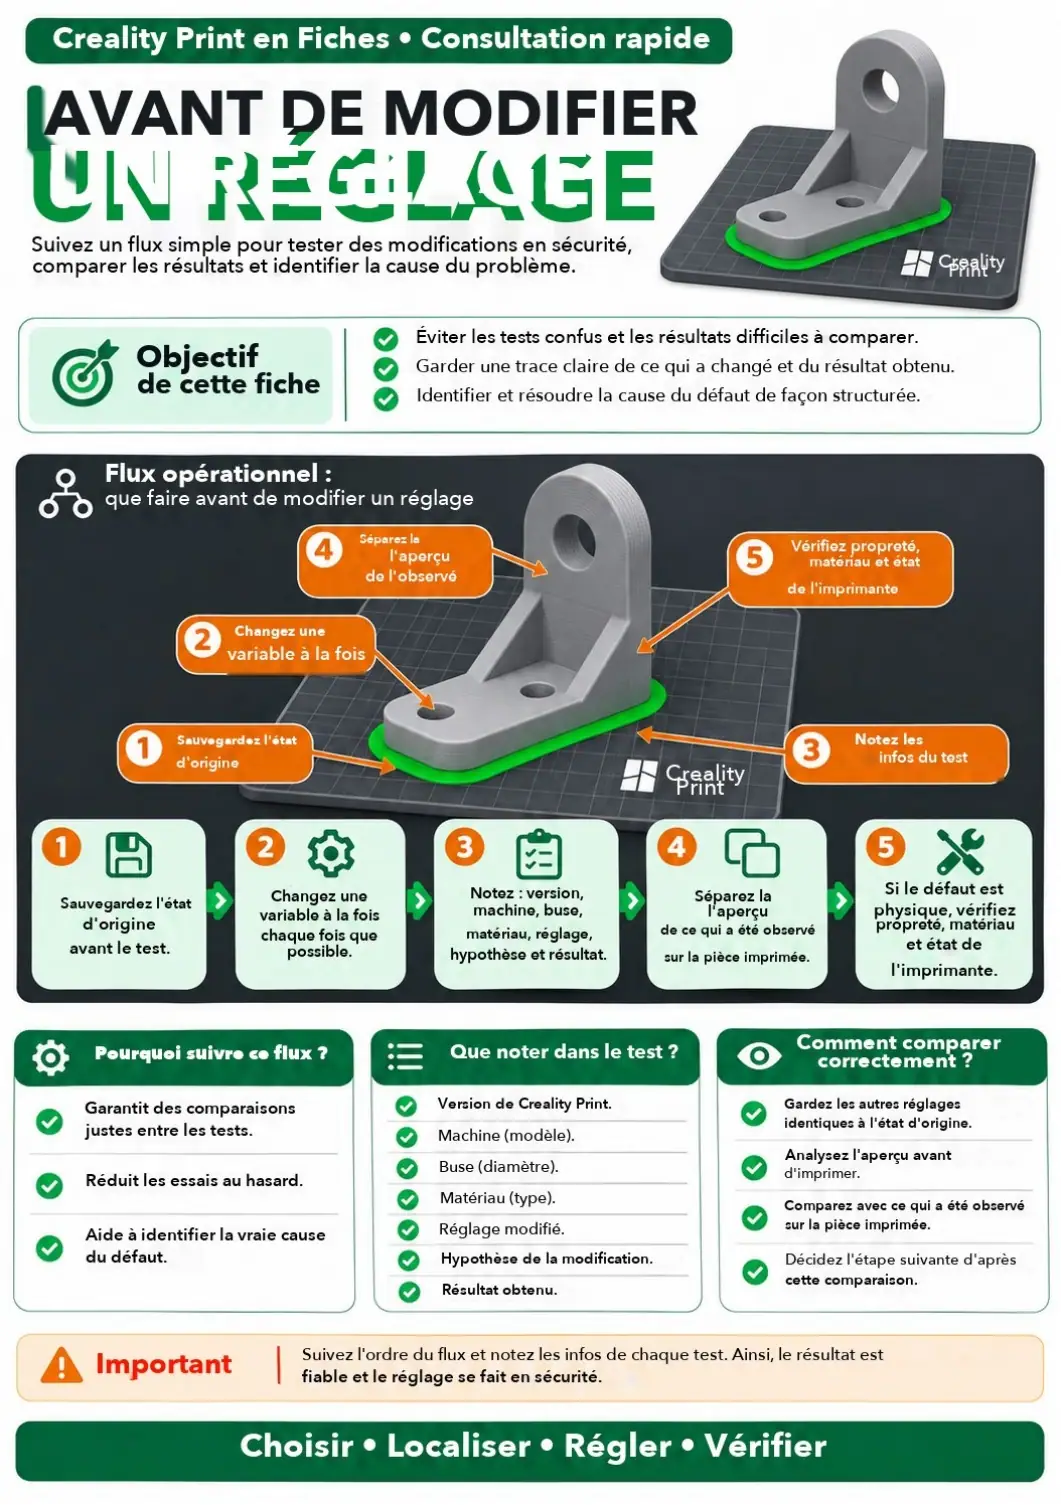 Creality Print en Fiches • Consultation rapide
AVANT DE MODIFIER
UN RÉGLAGE
Suivez un flux simple pour tester des modifications en sécurité,
comparer les résultats et identifier la cause du problème.
Creality
Print
Objectif
de cette fiche
Éviter les tests confus et les résultats difficiles à comparer.
Garder une trace claire de ce qui a changé et du résultat obtenu.
Identifier et résoudre la cause du défaut de façon structurée.
Flux opérationnel :
que faire avant de modifier un réglage
4
Séparez la
l'aperçu
de l'observé
5
Vérifiez propreté,
matériau et état
de l'imprimante
2
Changez une
variable à la fois
1
Sauvegardez l'état
d'origine
3
Notez les
infos du test
Creality
Print
1
Sauvegardez l'état
d'origine
avant le test.
2
Changez une
variable à la fois
chaque fois que
possible.
3
Notez : version,
machine, buse,
matériau, réglage,
hypothèse et résultat.
4
Séparez la
l'aperçu
de ce qui a été observé
sur la pièce imprimée.
5
Si le défaut est
physique, vérifiez
propreté, matériau
et état de
l'imprimante.
Pourquoi suivre ce flux ?
Garantit des comparaisons
justes entre les tests.
Réduit les essais au hasard.
Aide à identifier la vraie cause
du défaut.
Que noter dans le test ?
Version de Creality Print.
Machine (modèle).
Buse (diamètre).
Matériau (type).
Réglage modifié.
Hypothèse de la modification.
Résultat obtenu.
Comment comparer
correctement ?
Gardez les autres réglages
identiques à l'état d'origine.
Analysez l'aperçu avant
d'imprimer.
Comparez avec ce qui a été observé
sur la pièce imprimée.
Décidez l'étape suivante d'après
cette comparaison.
Important
Suivez l'ordre du flux et notez les infos de chaque test. Ainsi, le résultat est
fiable et le réglage se fait en sécurité.
Choisir • Localiser • Régler • Vérifier